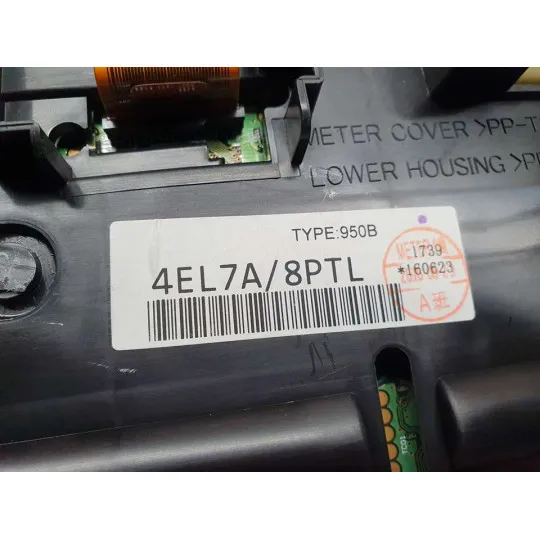 METER COVER >PP-T
LOWER HOUSING >P
TYPE:950B
4EL7A/8PTL
1739
*160623
A班